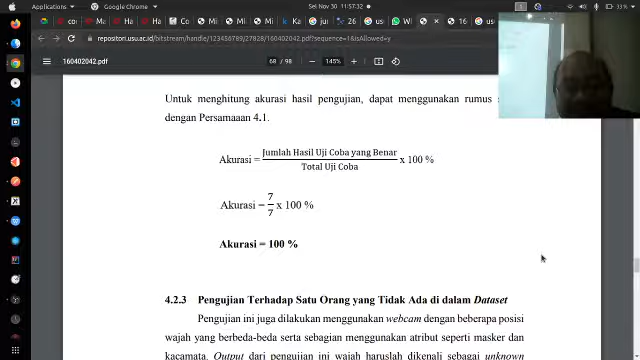 Applications
Google Chrome
Sel Nov 30 11:57:32
33%
repositori.usu.ac.id/bitstream/handle/123456789/27828/160402042.pdf?sequence=1&isAllowed=y
160402042.pdf
68 / 98
145%
Untuk menghitung akurasi hasil pengujian, dapat menggunakan rumus
dengan Persamaaan 4.1.
Akurasi = Jumlah Hasil Uji Coba yang Benar / Total Uji Coba x 100 %
Akurasi = 7/7 x 100 %
Akurasi = 100 %
4.2.3 Pengujian Terhadap Satu Orang yang Tidak Ada di dalam Dataset
Pengujian ini juga dilakukan menggunakan webcam dengan beberapa posisi
wajah yang berbeda-beda serta sebagian menggunakan atribut seperti masker dan
kacamata. Output dari pengujian ini wajah haruslah dikenali sebagai unknown